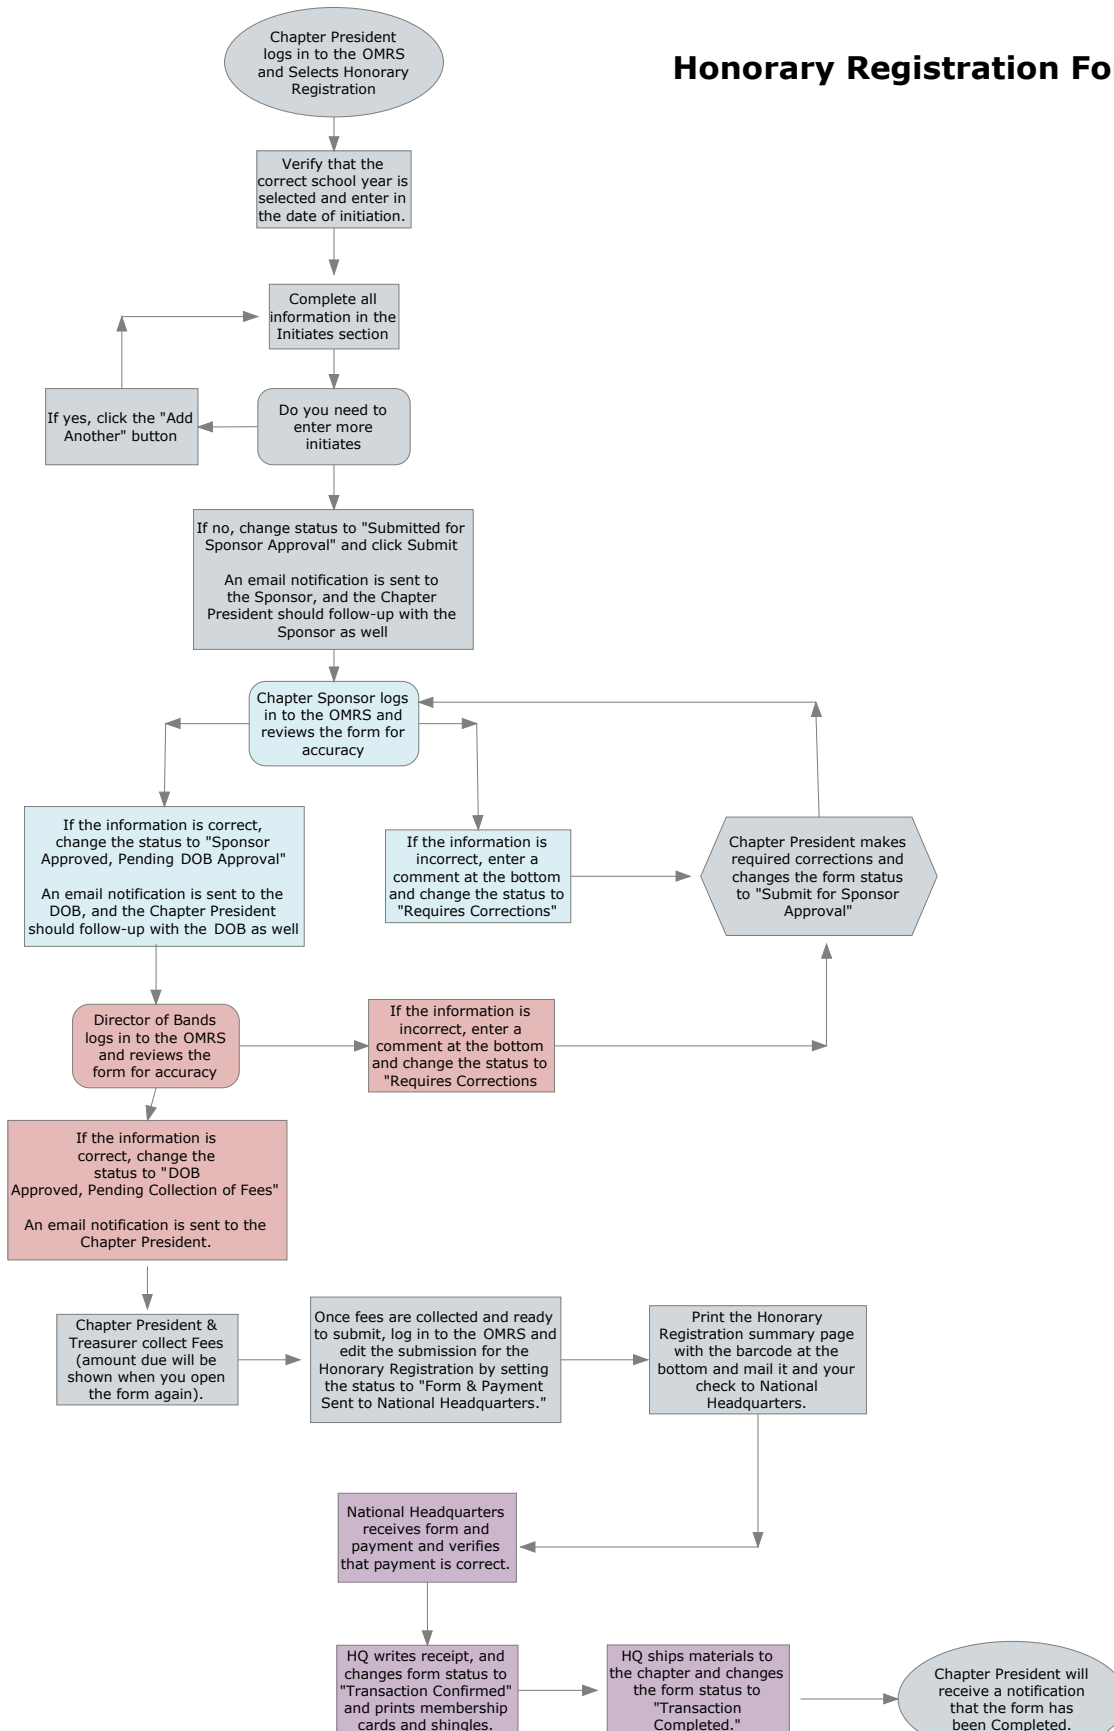 Chapter President
logs in to the OMRS
and Selects Honorary
Registration
Honorary Registration
Verify that the
correct school year is
selected and enter in
the date of initiation.
Complete all
information in the
Initiates section
If yes, click the "Add
Another" button
Do you need to
enter more
initiates
If no, change status to "Submitted for
Sponsor Approval" and click Submit
An email notification is sent to
the Sponsor, and the Chapter
President should follow-up with the
Sponsor as well
Chapter Sponsor logs
in to the OMRS and
reviews the form for
accuracy
If the information is correct,
change the status to "Sponsor
Approved, Pending DOB Approval"
An email notification is sent to the
DOB, and the Chapter President
should follow-up with the DOB as well
If the information is
incorrect, enter a
comment at the bottom
and change the status to
"Requires Corrections"
Chapter President makes
required corrections and
changes the form status
to "Submit for Sponsor
Approval"
Director of Bands
logs in to the OMRS
and reviews the
form for accuracy
If the information is
incorrect, enter a
comment at the bottom
and change the status to
"Requires Corrections
If the information is
correct, change the
status to "DOB
Approved, Pending Collection of Fees"
An email notification is sent to the
Chapter President.
Chapter President &
Treasurer collect Fees
(amount due will be
shown when you open
the form again).
Once fees are collected and ready
to submit, log in to the OMRS and
edit the submission for the
Honorary Registration by setting
the status to "Form & Payment
Sent to National Headquarters."
Print the Honorary
Registration summary page
with the barcode at the
bottom and mail it and your
check to National
Headquarters.
National Headquarters
receives form and
payment and verifies
that payment is correct.
HQ writes receipt, and
changes form status to
"Transaction Confirmed"
and prints membership
cards and shingles.
HQ ships materials to
the chapter and changes
the form status to
"Transaction
Completed."
Chapter President will
receive a notification
that the form has
been Completed.